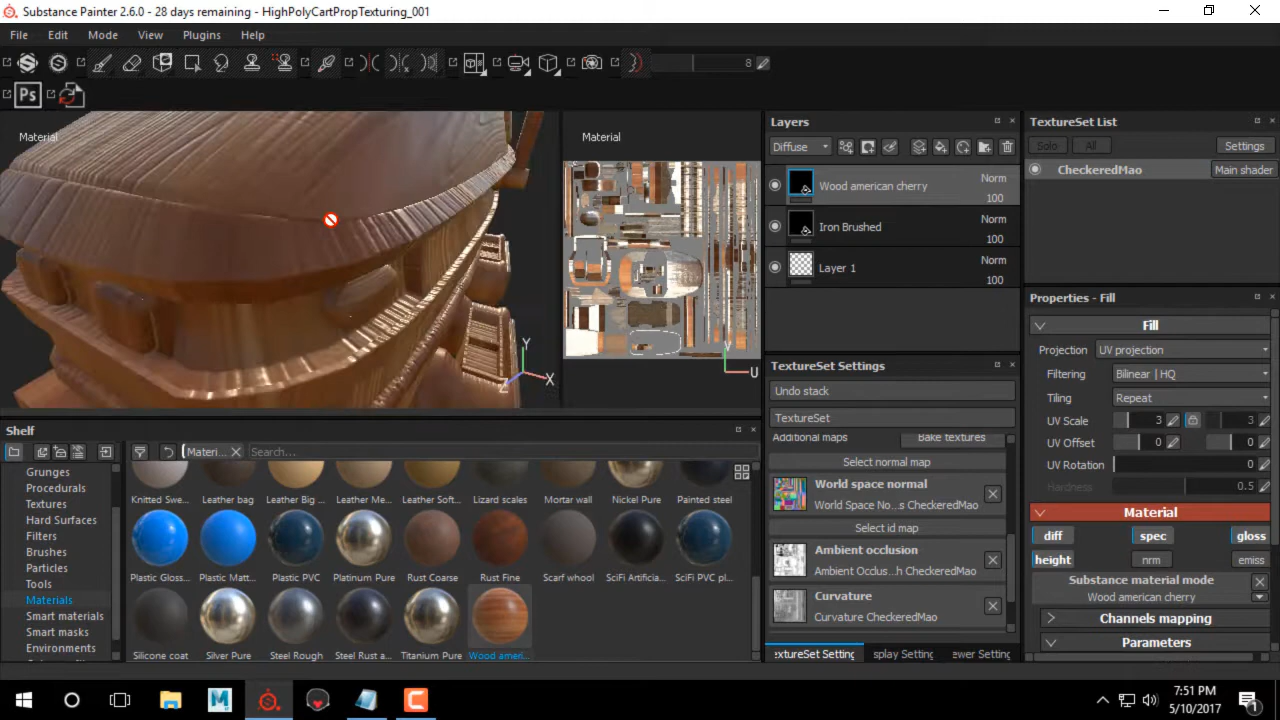 Substance Painter 2.6.0 - 28 days remaining - HighPolyCartPropTexturing_001
File Edit Mode View Plugins Help
8
Ps
Material
Material
Y
X
Z
V
U
Layers
Diffuse
Wood american cherry
Norm
100
Iron Brushed
Norm
100
Layer 1
Norm
100
TextureSet List
Solo All Settings
CheckeredMao Main shader
TextureSet Settings
Undo stack
TextureSet
Additional maps Bake textures
Select normal map
World space normal
World Space No...s CheckeredMao
Select id map
Ambient occlusion
Ambient Occlus...h CheckeredMao
Curvature
Curvature CheckeredMao
extureSet Setting splay Setting ewer Setting
Properties - Fill
Fill
Projection UV projection
Filtering Bilinear | HQ
Tiling Repeat
UV Scale 3 3
UV Offset 0 0
UV Rotation 0
Hardness 0.5
Material
diff spec gloss
height nrm emiss
Substance material mode
Wood american cherry
Channels mapping
Parameters
Shelf
Materi... Search...
Grunges
Procedurals
Textures
Hard Surfaces
Filters
Brushes
Particles
Tools
Materials
Smart materials
Smart masks
Environments
Knitted Swe... Leather bag Leather Big ... Leather Me... Leather Soft... Lizard scales Mortar wall Nickel Pure Painted steel
Plastic Gloss... Plastic Matt... Plastic PVC Platinum Pure Rust Coarse Rust Fine Scarf whool SciFi Artificia... SciFi PVC pl...
Silicone coat Silver Pure Steel Rough Steel Rust a... Titanium Pure Wood ameri...
7:51 PM
5/10/2017
1